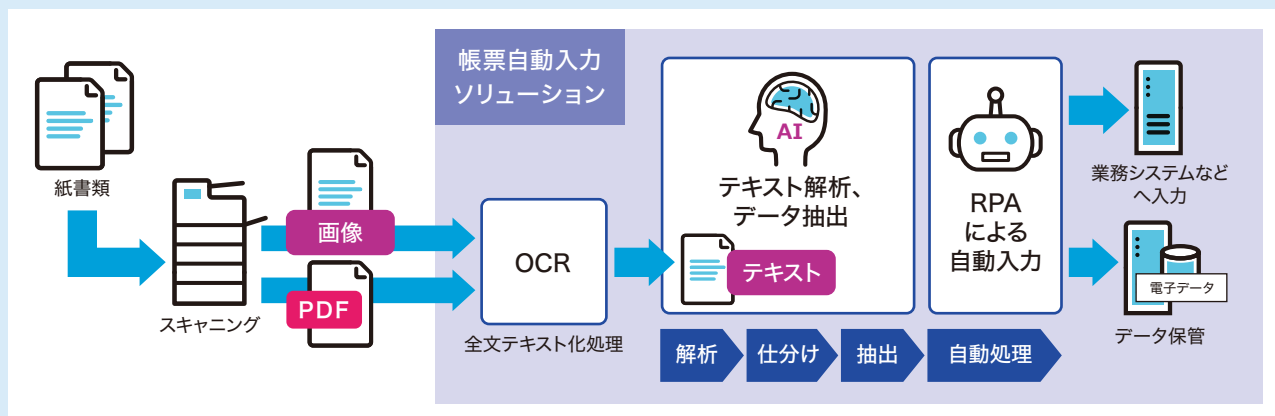 帳票自動入力
ソリューション
紙書類
スキャニング
画像
PDF
OCR
全文テキスト化処理
AI
テキスト解析、
データ抽出
テキスト
RPA
による
自動入力
解析
仕分け
抽出
自動処理
業務システムなど
へ入力
電子データ
データ保管